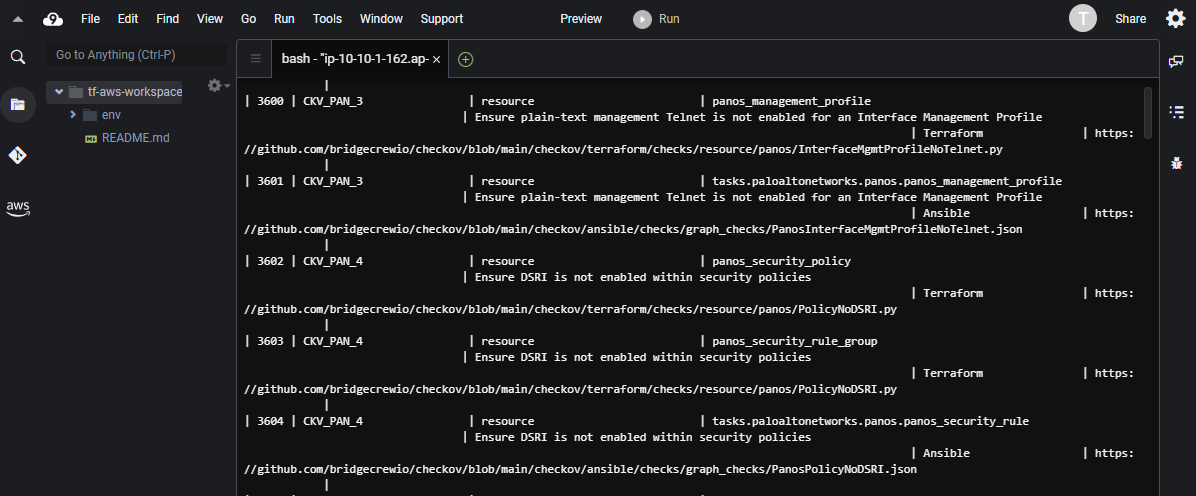 9 File Edit Find View Go Run Tools Window Support Preview Run T Share
Go to Anything (Ctrl-P)
bash - "ip-10-10-1-162.ap- ×
tf-aws-workspace
env
README.md
aws
|
| 3600 | CKV_PAN_3 | resource | panos_management_profile
| Ensure plain-text management Telnet is not enabled for an Interface Management Profile
| Terraform | https:
//github.com/bridgecrewio/checkov/blob/main/checkov/terraform/checks/resource/panos/InterfaceMgmtProfileNoTelnet.py
|
| 3601 | CKV_PAN_3 | resource | tasks.paloaltonetworks.panos.panos_management_profile
| Ensure plain-text management Telnet is not enabled for an Interface Management Profile
| Ansible | https:
//github.com/bridgecrewio/checkov/blob/main/checkov/ansible/checks/graph_checks/PanosInterfaceMgmtProfileNoTelnet.json
|
| 3602 | CKV_PAN_4 | resource | panos_security_policy
| Ensure DSRI is not enabled within security policies
| Terraform | https:
//github.com/bridgecrewio/checkov/blob/main/checkov/terraform/checks/resource/panos/PolicyNoDSRI.py
|
| 3603 | CKV_PAN_4 | resource | panos_security_rule_group
| Ensure DSRI is not enabled within security policies
| Terraform | https:
//github.com/bridgecrewio/checkov/blob/main/checkov/terraform/checks/resource/panos/PolicyNoDSRI.py
|
| 3604 | CKV_PAN_4 | resource | tasks.paloaltonetworks.panos.panos_security_rule
| Ensure DSRI is not enabled within security policies
| Ansible | https:
//github.com/bridgecrewio/checkov/blob/main/checkov/ansible/checks/graph_checks/PanosPolicyNoDSRI.json
|